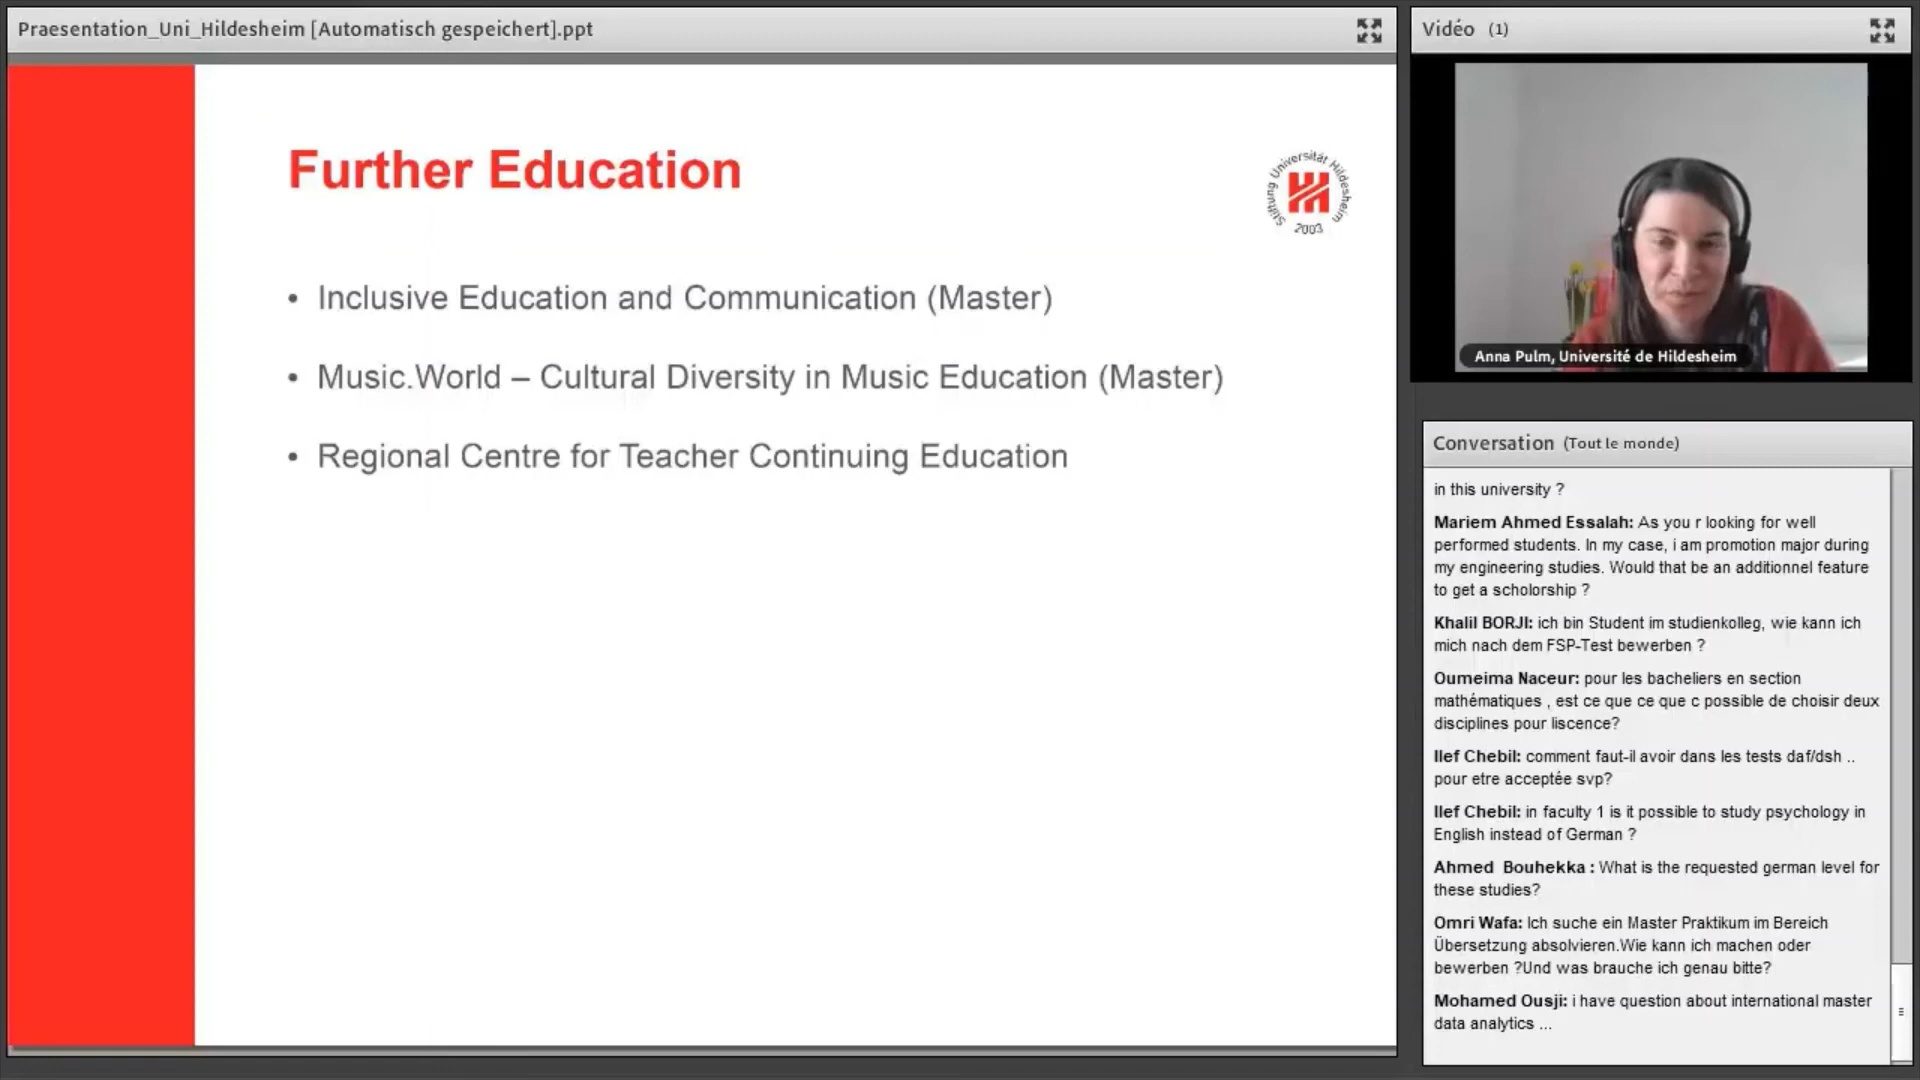 Praesentation_Uni_Hildesheim [Automatisch gespeichert].ppt
Further Education
Stiftung Universität Hildesheim
2003
• Inclusive Education and Communication (Master)
• Music.World – Cultural Diversity in Music Education (Master)
• Regional Centre for Teacher Continuing Education
Vidéo (1)
Anna Pulm, Université de Hildesheim
Conversation (Tout le monde)
in this university ?
Mariem Ahmed Essalah: As you r looking for well
performed students. In my case, i am promotion major during
my engineering studies. Would that be an additionnel feature
to get a scholorship ?
Khalil BORJI: ich bin Student im studienkolleg, wie kann ich
mich nach dem FSP-Test bewerben ?
Oumeima Naceur: pour les bacheliers en section
mathématiques , est ce que ce que c possible de choisir deux
disciplines pour liscence?
Ilef Chebil: comment faut-il avoir dans les tests daf/dsh ..
pour etre acceptée svp?
Ilef Chebil: in faculty 1 is it possible to study psychology in
English instead of German ?
Ahmed Bouhekka : What is the requested german level for
these studies?
Omri Wafa: Ich suche ein Master Praktikum im Bereich
Übersetzung absolvieren.Wie kann ich machen oder
bewerben ?Und was brauche ich genau bitte?
Mohamed Ousji: i have question about international master
data analytics ...